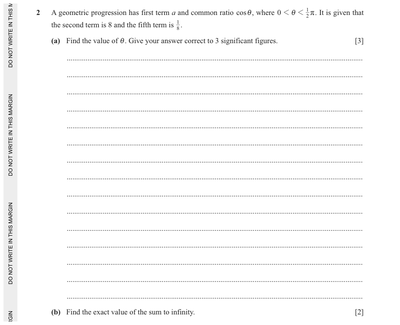 2 A geometric progression has first term a and common ratio cos θ, where 0 < θ < ½π. It is given that
the second term is 8 and the fifth term is ⅛.
(a) Find the value of θ. Give your answer correct to 3 significant figures. [3]
(b) Find the exact value of the sum to infinity. [2]
DO NOT WRITE IN THIS M
DO NOT WRITE IN THIS MARGIN
DO NOT WRITE IN THIS MARGIN
GIN